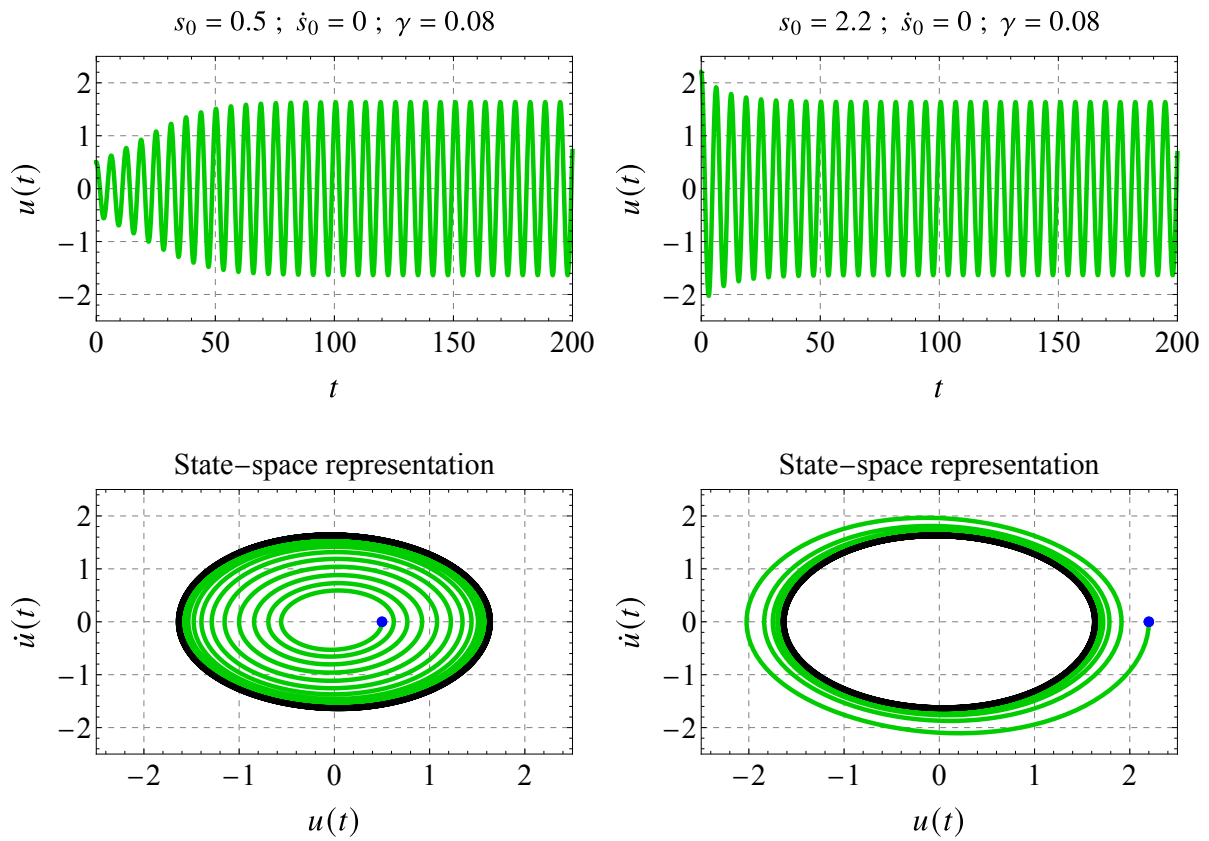 s₀ = 0.5 ; ṡ₀ = 0 ; γ = 0.08
2
1
0
−1
−2
u(t)
0 50 100 150 200
t
s₀ = 2.2 ; ṡ₀ = 0 ; γ = 0.08
2
1
0
−1
−2
u(t)
0 50 100 150 200
t
State−space representation
2
1
0
−1
−2
u̇(t)
−2 −1 0 1 2
u(t)
State−space representation
2
1
0
−1
−2
u̇(t)
−2 −1 0 1 2
u(t)